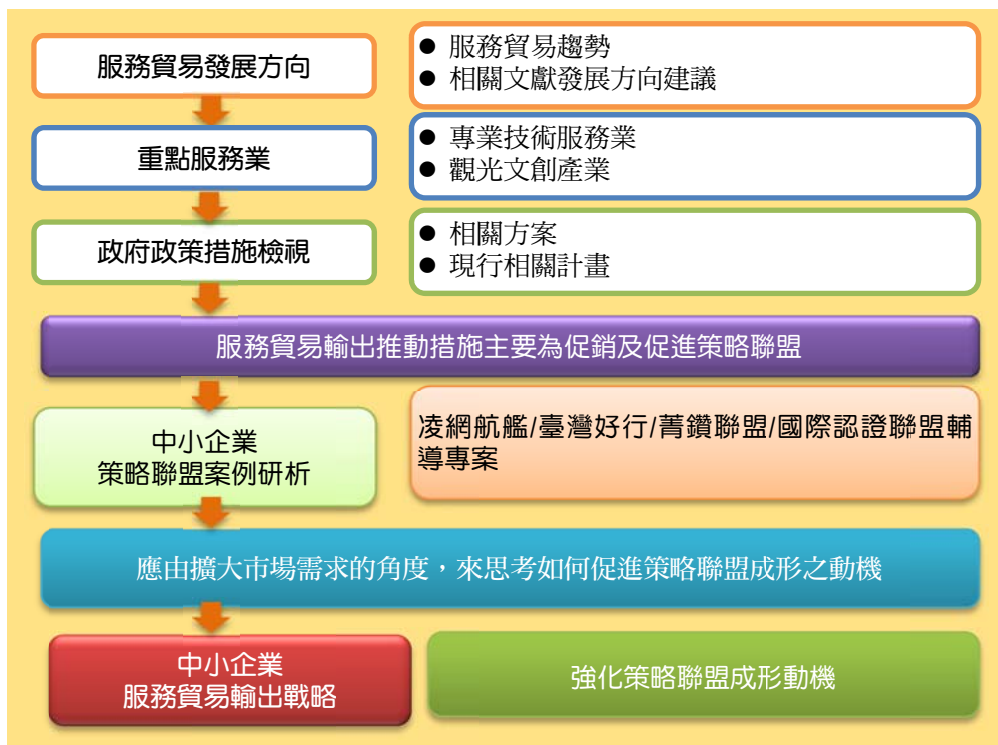 服務貿易發展方向
● 服務貿易趨勢
● 相關文獻發展方向建議
重點服務業
● 專業技術服務業
● 觀光文創產業
政府政策措施檢視
● 相關方案
● 現行相關計畫
服務貿易輸出推動措施主要為促銷及促進策略聯盟
中小企業
策略聯盟案例研析
凌網航艦/臺灣好行/菁鑽聯盟/國際認證聯盟輔
導專案
應由擴大市場需求的角度，來思考如何促進策略聯盟成形之動機
中小企業
服務貿易輸出戰略
強化策略聯盟成形動機